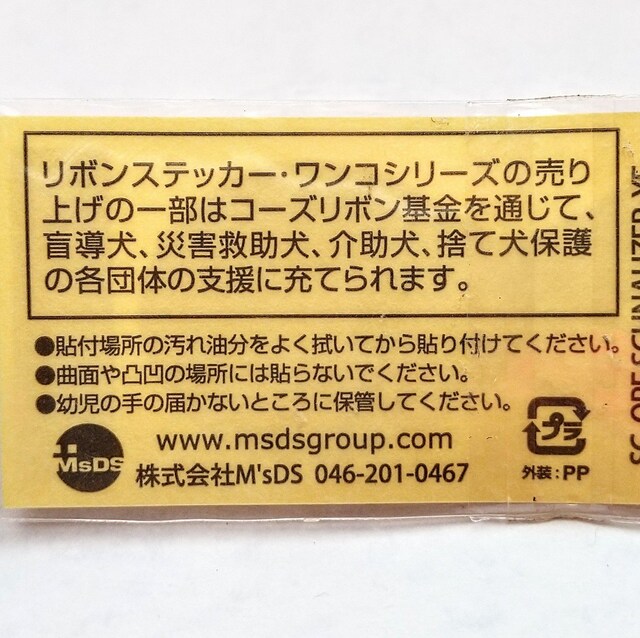 リボンステッカー・ワンコシリーズの売り
上げの一部はコーズリボン基金を通じて、
盲導犬、災害救助犬、介助犬、捨て犬保護
の各団体の支援に充てられます。
●貼付場所の汚れ油分をよく拭いてから貼り付けてください。
●曲面や凸凹の場所には貼らないでください。
●幼児の手の届かないところに保管してください。
MsDS
www.msdsgroup.com
株式会社M'sDS 046-201-0467
プラ
外装:PP